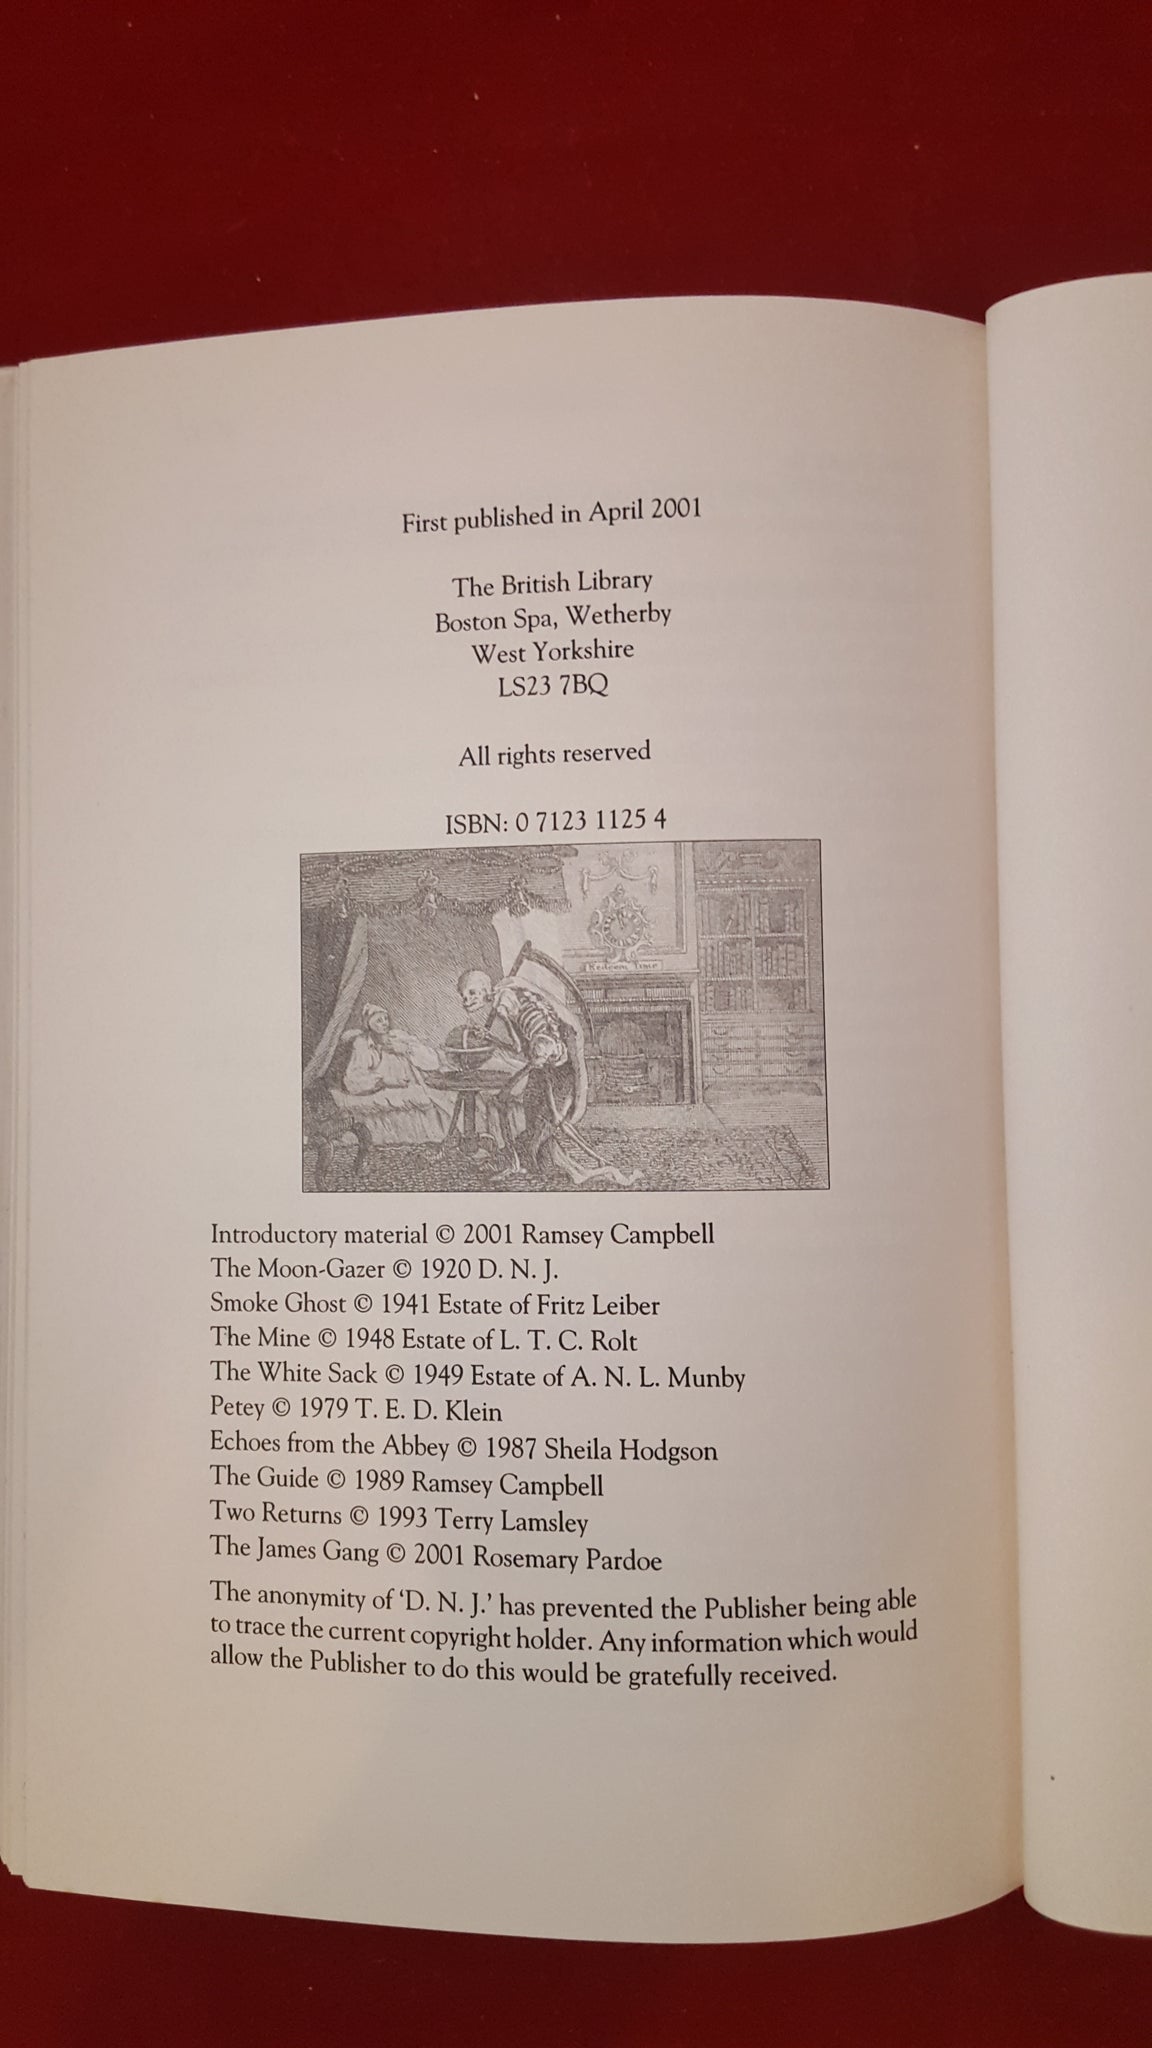 First published in April 2001
The British Library
Boston Spa, Wetherby
West Yorkshire
LS23 7BQ
All rights reserved
ISBN: 0 7123 1125 4
Redeem Time
Introductory material © 2001 Ramsey Campbell
The Moon-Gazer © 1920 D. N. J.
Smoke Ghost © 1941 Estate of Fritz Leiber
The Mine © 1948 Estate of L. T. C. Rolt
The White Sack © 1949 Estate of A. N. L. Munby
Petey © 1979 T. E. D. Klein
Echoes from the Abbey © 1987 Sheila Hodgson
The Guide © 1989 Ramsey Campbell
Two Returns © 1993 Terry Lamsley
The James Gang © 2001 Rosemary Pardoe
The anonymity of ‘D. N. J.’ has prevented the Publisher being able
to trace the current copyright holder. Any information which would
allow the Publisher to do this would be gratefully received.